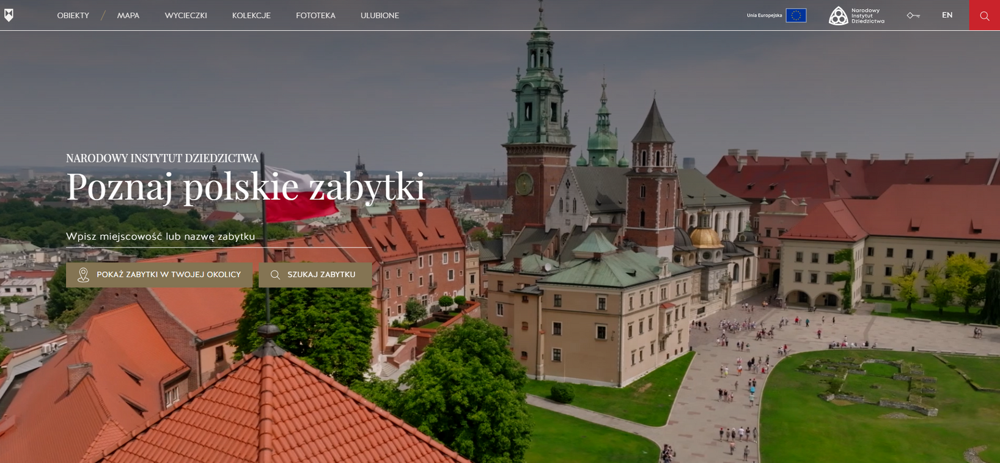 OBIEKTY / MAPA WYCIECZKI KOLEKCJE FOTOTEKA ULUBIONE
Unia Europejska
Narodowy
Instytut
Dziedzictwa
EN
NARODOWY INSTYTUT DZIEDZICTWA
Poznaj polskie zabytki
Wpisz miejscowość lub nazwę zabytku
POKAŻ ZABYTKI W TWOJEJ OKOLICY
SZUKAJ ZABYTKU